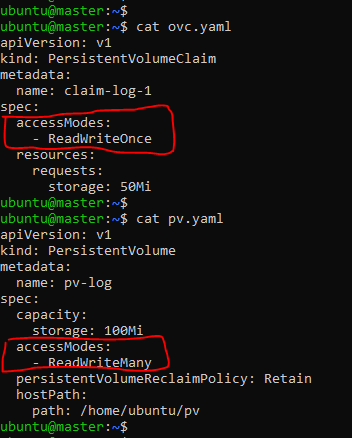 ubuntu@master:~$
ubuntu@master:~$ cat ovc.yaml
apiVersion: v1
kind: PersistentVolumeClaim
metadata:
  name: claim-log-1
spec:
  accessModes:
    - ReadWriteOnce
  resources:
    requests:
      storage: 50Mi
ubuntu@master:~$
ubuntu@master:~$ cat pv.yaml
apiVersion: v1
kind: PersistentVolume
metadata:
  name: pv-log
spec:
  capacity:
    storage: 100Mi
  accessModes:
    - ReadWriteMany
  persistentVolumeReclaimPolicy: Retain
  hostPath:
    path: /home/ubuntu/pv
ubuntu@master:~$